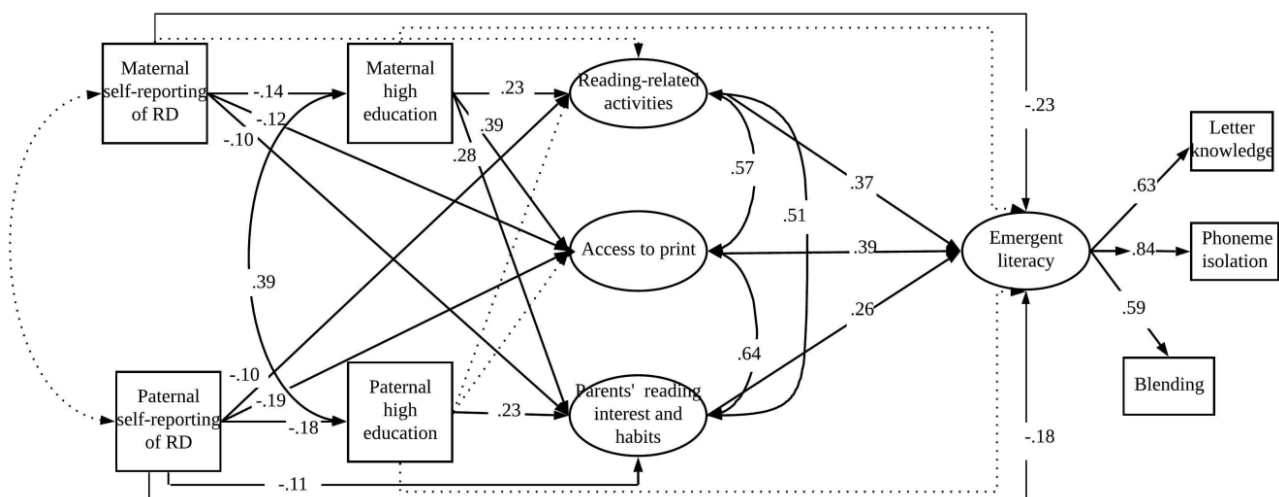 Maternal
self-reporting
of RD
Maternal
high
education
Reading-related
activities
Access to print
Paternal
self-reporting
of RD
Paternal
high
education
Parents' reading
interest and
habits
Emergent
literacy
Letter
knowledge
Phoneme
isolation
Blending
-.14
-.12
-.10
.23
.39
.28
.39
-.10
-.19
-.18
-.11
.23
.57
.51
.64
.37
.39
.26
-.23
-.18
.63
.84
.59